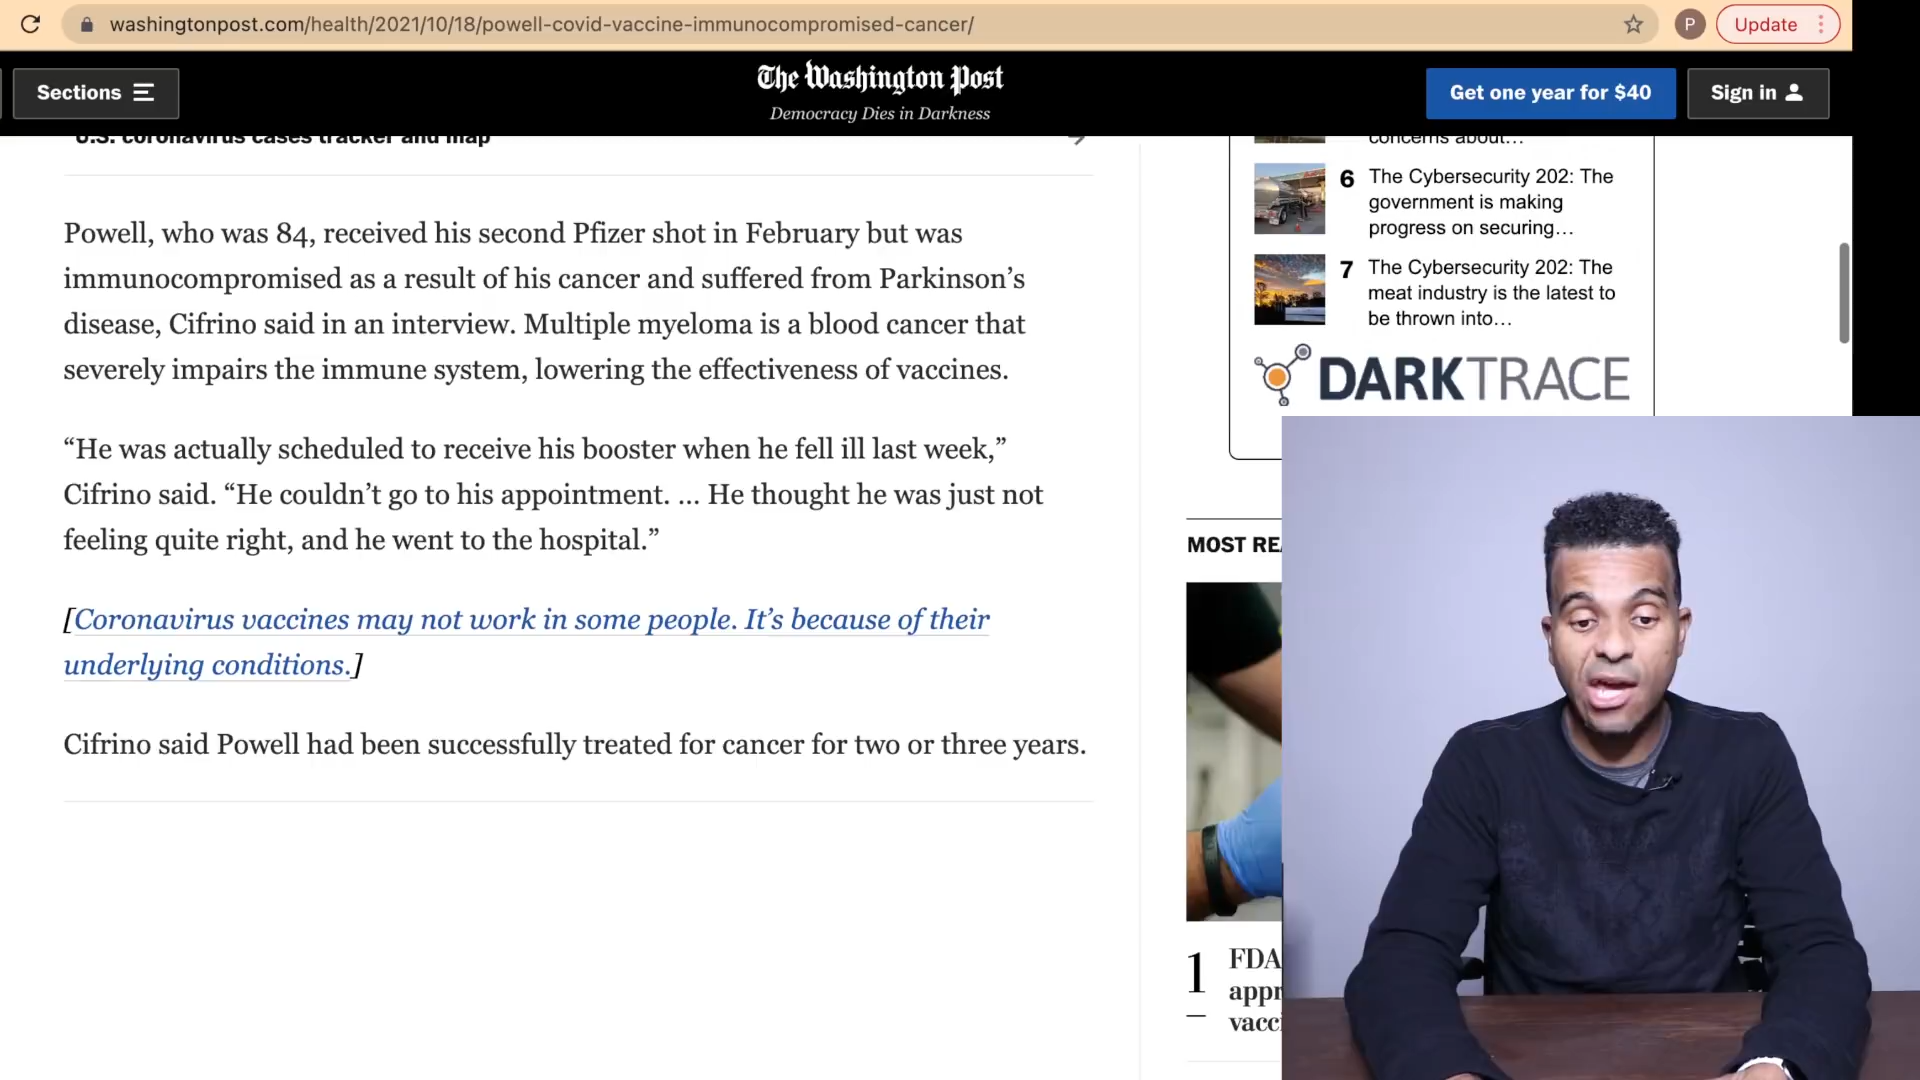 washingtonpost.com/health/2021/10/18/powell-covid-vaccine-immunocompromised-cancer/
P
Update
Sections
The Washington Post
Democracy Dies in Darkness
Get one year for $40
Sign in
U.S. coronavirus cases tracker and map
Powell, who was 84, received his second Pfizer shot in February but was
immunocompromised as a result of his cancer and suffered from Parkinson’s
disease, Cifrino said in an interview. Multiple myeloma is a blood cancer that
severely impairs the immune system, lowering the effectiveness of vaccines.
“He was actually scheduled to receive his booster when he fell ill last week,”
Cifrino said. “He couldn’t go to his appointment. ... He thought he was just not
feeling quite right, and he went to the hospital.”
[Coronavirus vaccines may not work in some people. It’s because of their
underlying conditions.]
Cifrino said Powell had been successfully treated for cancer for two or three years.
concerns about...
6 The Cybersecurity 202: The
government is making
progress on securing...
7 The Cybersecurity 202: The
meat industry is the latest to
be thrown into...
DARKTRACE
MOST REA
1 FDA
appr
vacci